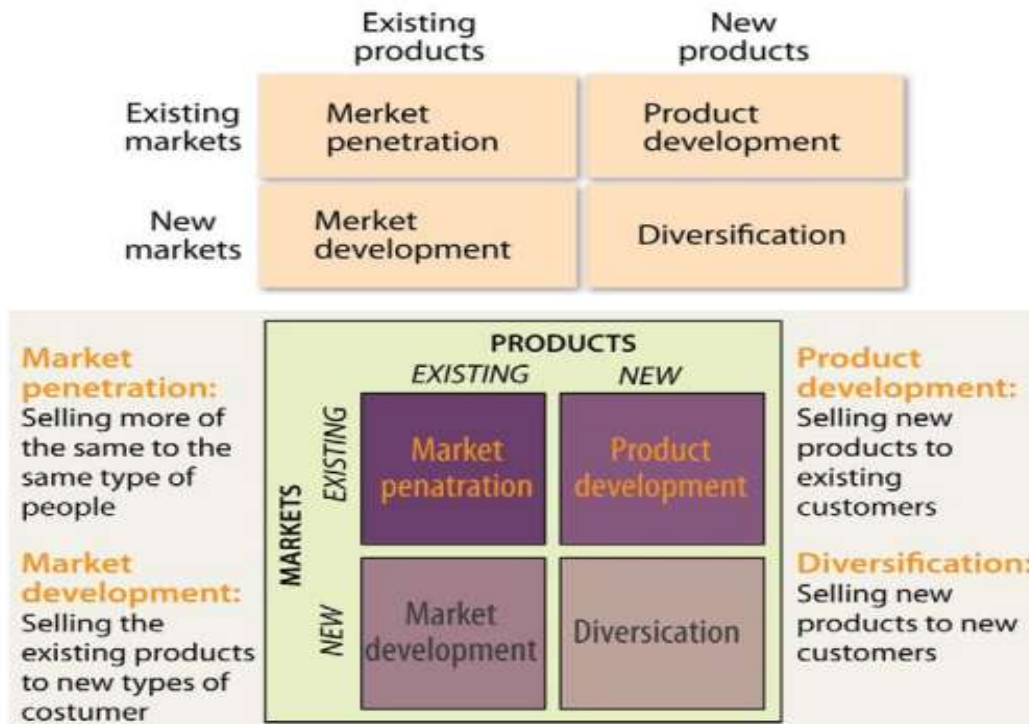 Existing
products
New
products
Existing
markets
Merket
penetration
Product
development
New
markets
Merket
development
Diversification
Market
penetration:
Selling more of
the same to the
same type of
people
Market
development:
Selling the
existing products
to new types of
costumer
PRODUCTS
EXISTING
NEW
MARKETS
EXISTING
Market
penatration
Product
development
NEW
Market
development
Diversication
Product
development:
Selling new
products to
existing
customers
Diversification:
Selling new
products to new
customers